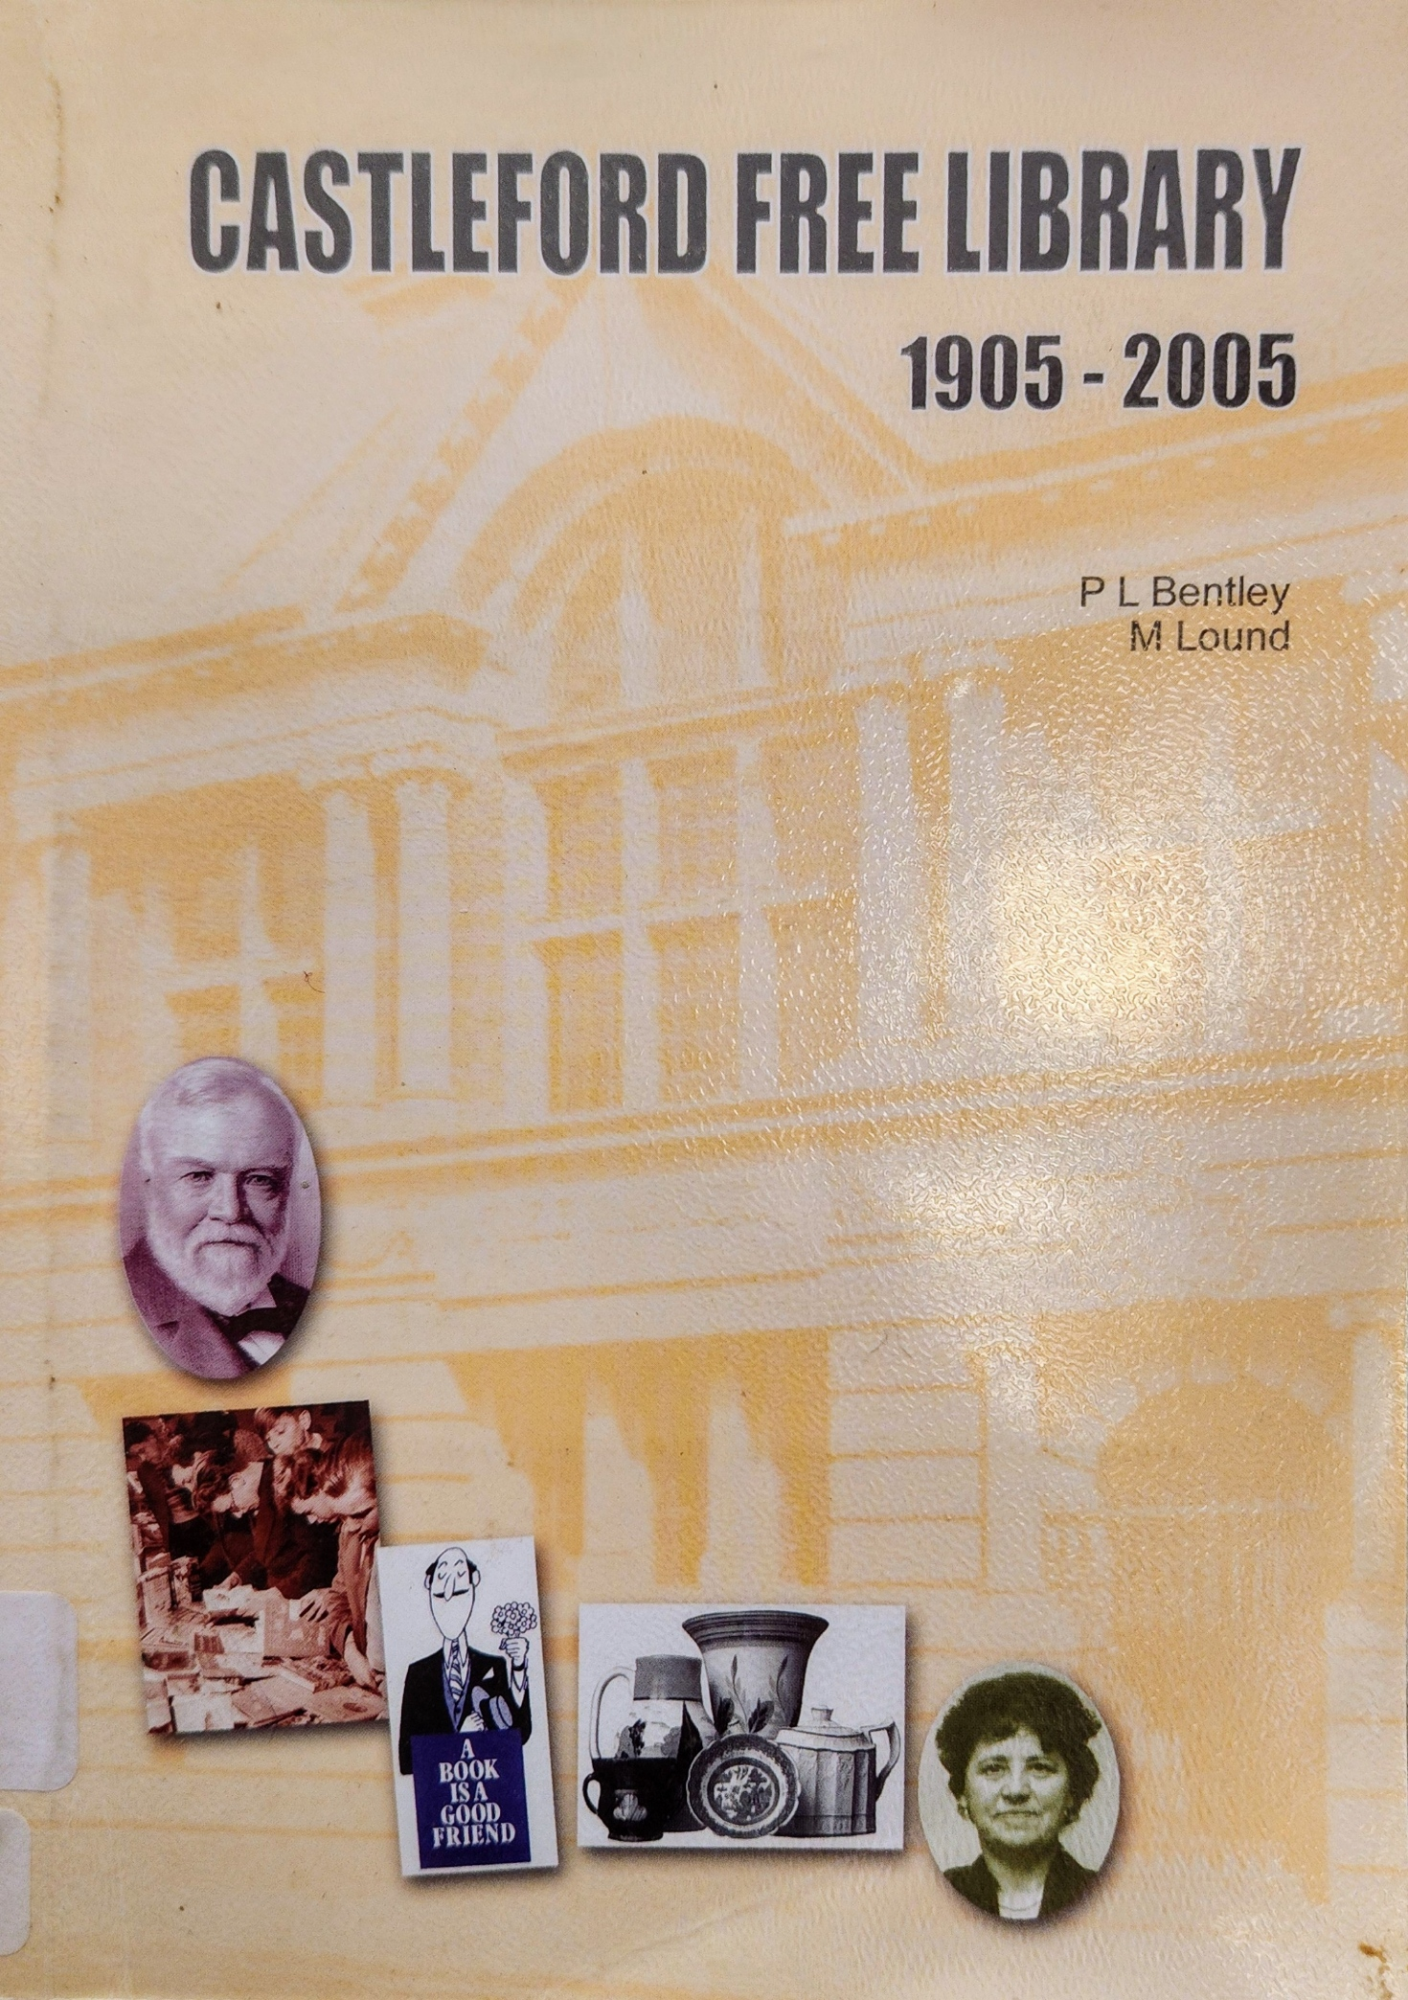 CASTLEFORD FREE LIBRARY
1905 - 2005
P L Bentley
M Lound
A
BOOK
IS A
GOOD
FRIEND